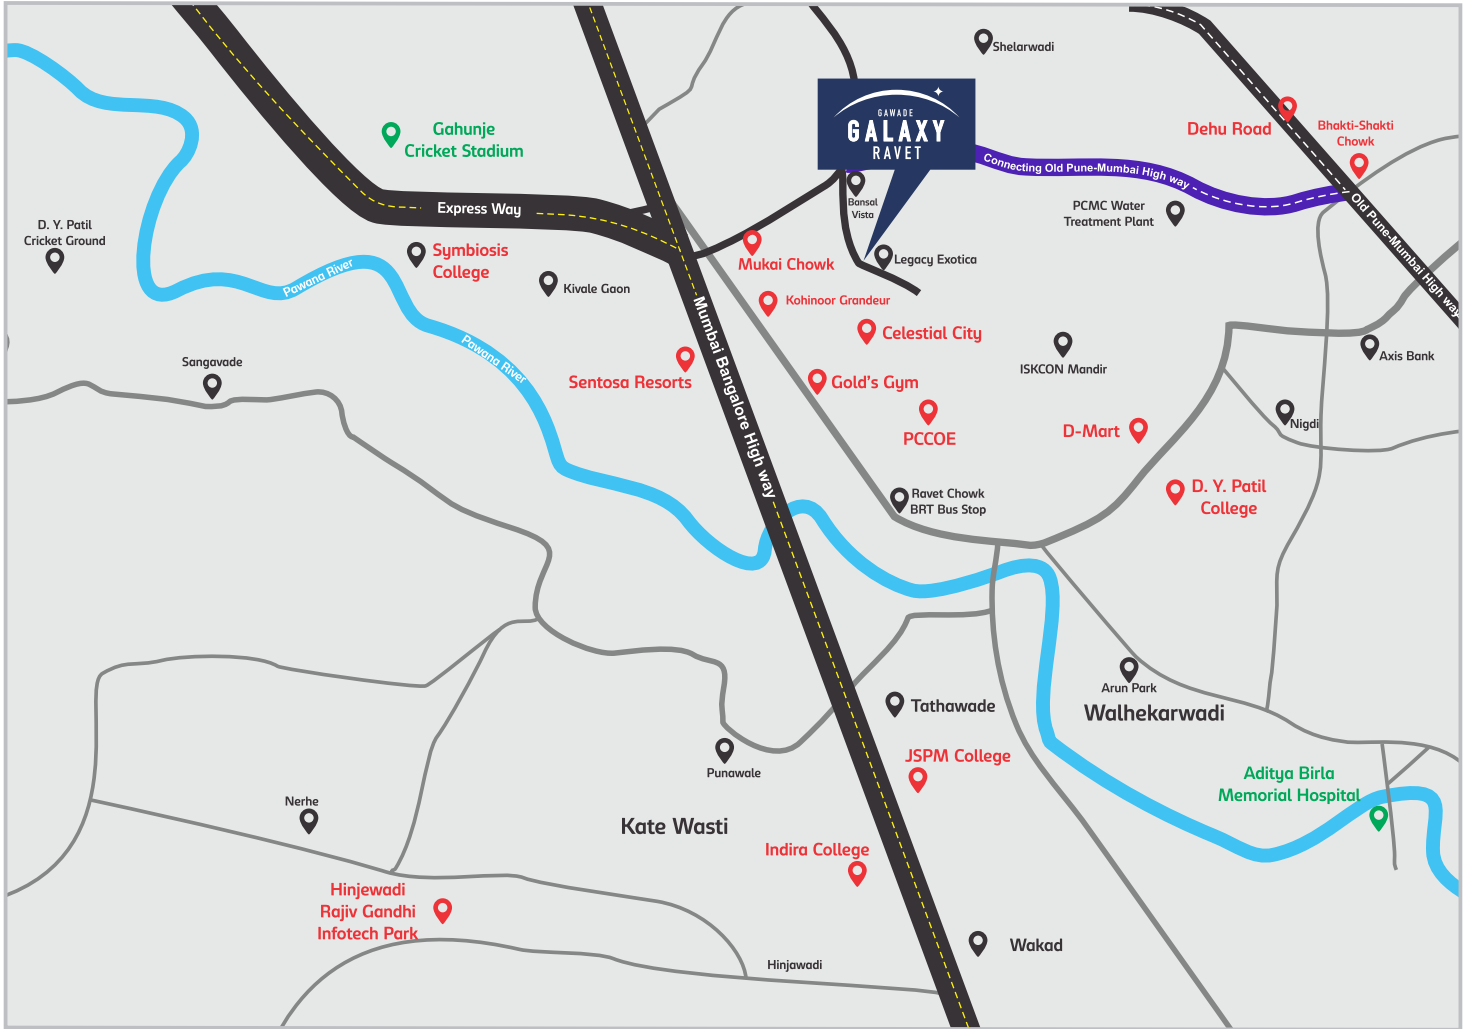 Shelarwadi
GAWADE
GALAXY
RAVET
Dehu Road
Bhakti-Shakti
Chowk
Gahunje
Cricket Stadium
Connecting Old Pune-Mumbai High way
Express Way
Bansal
Vista
PCMC Water
Treatment Plant
Old Pune-Mumbai High way
D. Y. Patil
Cricket Ground
Symbiosis
College
Mukai Chowk
Legacy Exotica
Pawana River
Kivale Gaon
Kohinoor Grandeur
Celestial City
Mumbai Bangalore High way
Pawana River
Sangavade
Sentosa Resorts
Gold's Gym
ISKCON Mandir
Axis Bank
PCCOE
D-Mart
Nigdi
Ravet Chowk
BRT Bus Stop
D. Y. Patil
College
Arun Park
Walhekarwadi
Tathawade
JSPM College
Punawale
Aditya Birla
Memorial Hospital
Nerhe
Kate Wasti
Indira College
Hinjewadi
Rajiv Gandhi
Infotech Park
Wakad
Hinjawadi